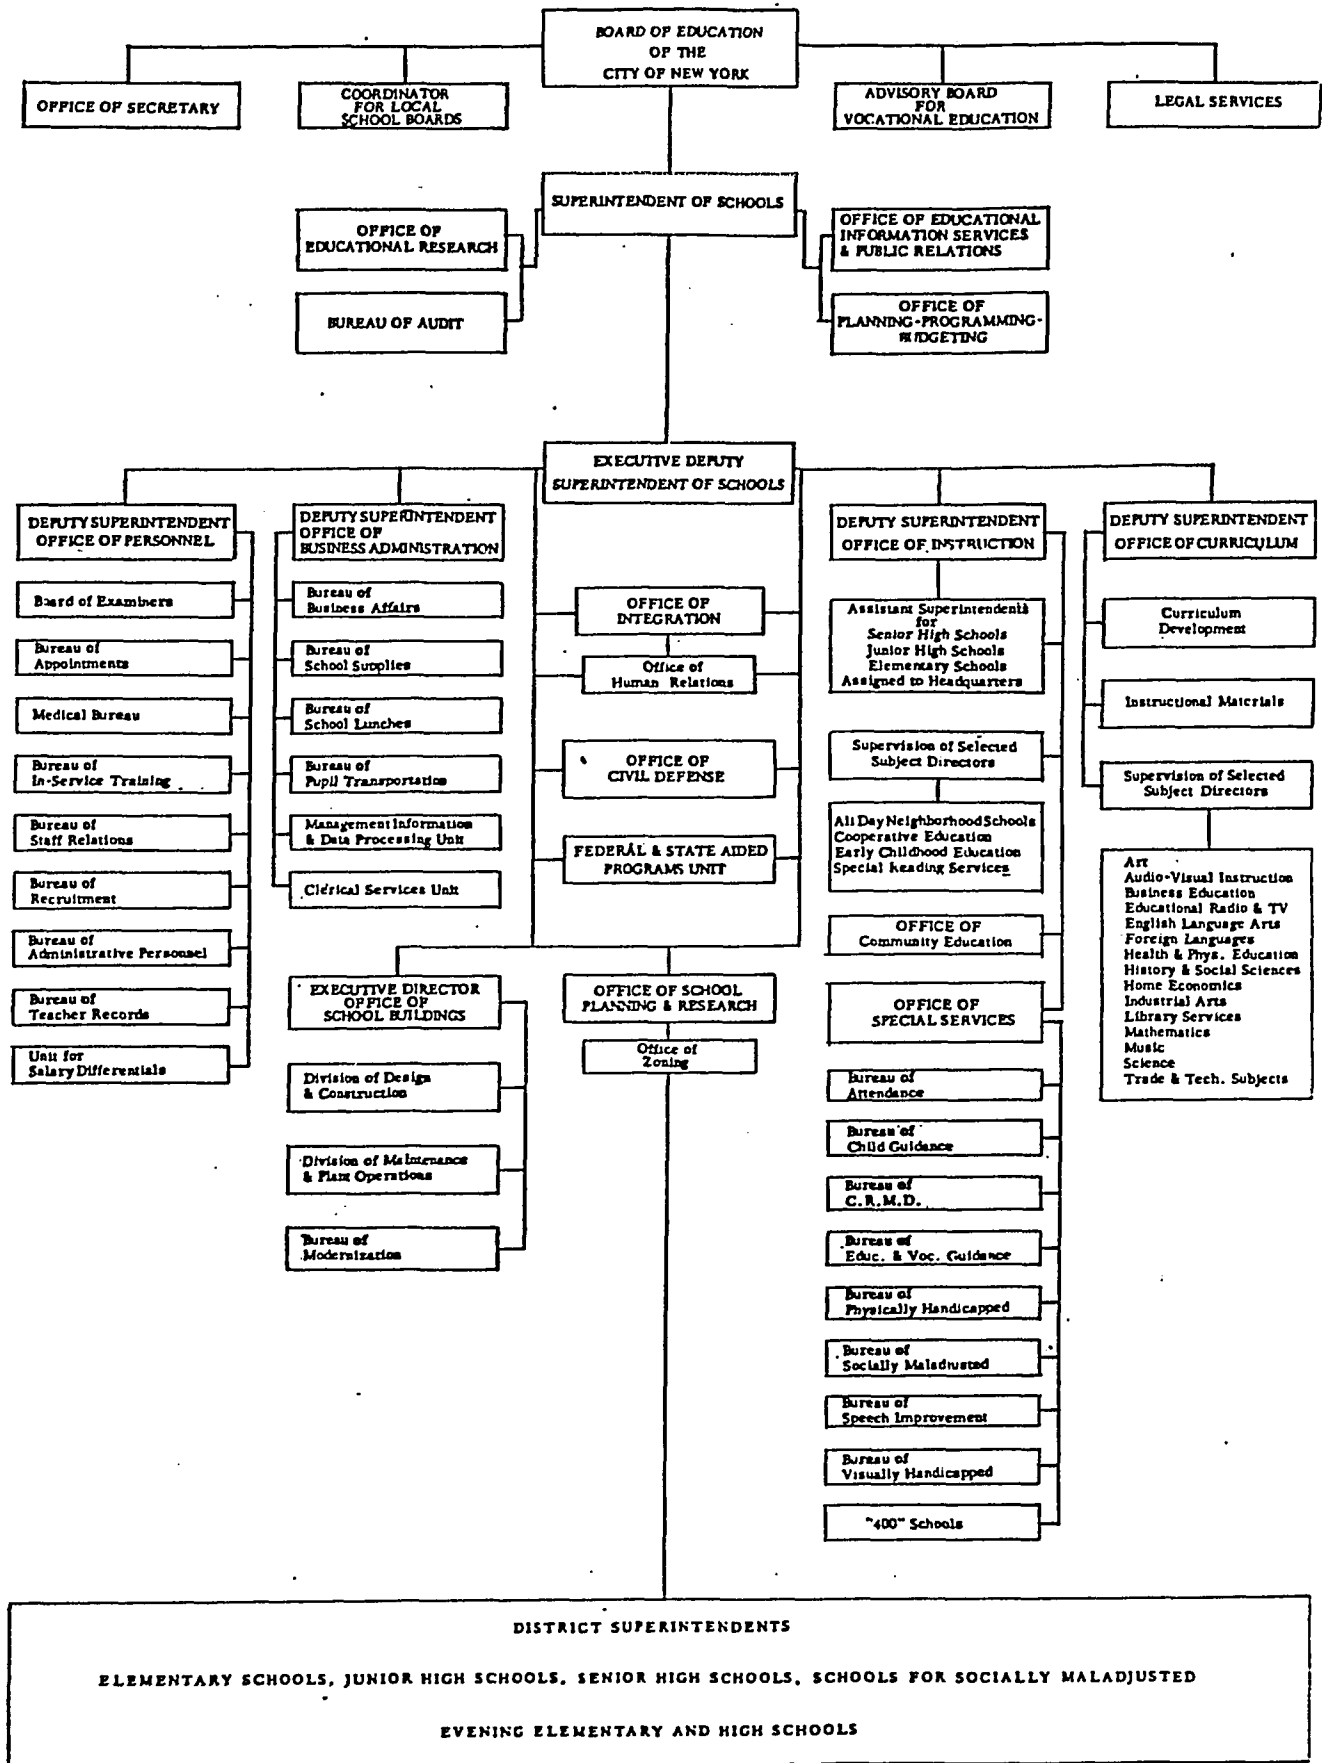 BOARD OF EDUCATION
OF THE
CITY OF NEW YORK
OFFICE OF SECRETARY
COORDINATOR
FOR LOCAL
SCHOOL BOARDS
ADVISORY BOARD
FOR
VOCATIONAL EDUCATION
LEGAL SERVICES
SUPERINTENDENT OF SCHOOLS
OFFICE OF
EDUCATIONAL RESEARCH
BUREAU OF AUDIT
OFFICE OF EDUCATIONAL
INFORMATION SERVICES
& PUBLIC RELATIONS
OFFICE OF
PLANNING-PROGRAMMING-
BUDGETING
EXECUTIVE DEPUTY
SUPERINTENDENT OF SCHOOLS
DEPUTY SUPERINTENDENT
OFFICE OF PERSONNEL
Board of Examiners
Bureau of
Appointments
Medical Bureau
Bureau of
In-Service Training
Bureau of
Staff Relations
Bureau of
Recruitment
Bureau of
Administrative Personnel
Bureau of
Teacher Records
Unit for
Salary Differentials
DEPUTY SUPERINTENDENT
OFFICE OF
BUSINESS ADMINISTRATION
Bureau of
Business Affairs
Bureau of
School Supplies
Bureau of
School Lunches
Bureau of
Pupil Transportation
Management Information
& Data Processing Unit
Clerical Services Unit
OFFICE OF
INTEGRATION
Office of
Human Relations
OFFICE OF
CIVIL DEFENSE
FEDERAL & STATE AIDED
PROGRAMS UNIT
EXECUTIVE DIRECTOR
OFFICE OF
SCHOOL BUILDINGS
Division of Design
& Construction
Division of Maintenance
& Plant Operations
Bureau of
Modernization
OFFICE OF SCHOOL
PLANNING & RESEARCH
Office of
Zoning
DEPUTY SUPERINTENDENT
OFFICE OF INSTRUCTION
Assistant Superintendents
for
Senior High Schools
Junior High Schools
Elementary Schools
Assigned to Headquarters
Supervision of Selected
Subject Directors
All Day Neighborhood Schools
Cooperative Education
Early Childhood Education
Special Reading Services
OFFICE OF
Community Education
OFFICE OF
SPECIAL SERVICES
Bureau of
Attendance
Bureau of
Child Guidance
Bureau of
C.R.M.D.
Bureau of
Educ. & Voc. Guidance
Bureau of
Physically Handicapped
Bureau of
Socially Maladjusted
Bureau of
Speech Improvement
Bureau of
Visually Handicapped
"400" Schools
DEPUTY SUPERINTENDENT
OFFICE OF CURRICULUM
Curriculum
Development
Instructional Materials
Supervision of Selected
Subject Directors
Art
Audio-Visual Instruction
Business Education
Educational Radio & TV
English Language Arts
Foreign Languages
Health & Phys. Education
History & Social Sciences
Home Economics
Industrial Arts
Library Services
Mathematics
Music
Science
Trade & Tech. Subjects
DISTRICT SUPERINTENDENTS
ELEMENTARY SCHOOLS, JUNIOR HIGH SCHOOLS, SENIOR HIGH SCHOOLS, SCHOOLS FOR SOCIALLY MALADJUSTED
EVENING ELEMENTARY AND HIGH SCHOOLS